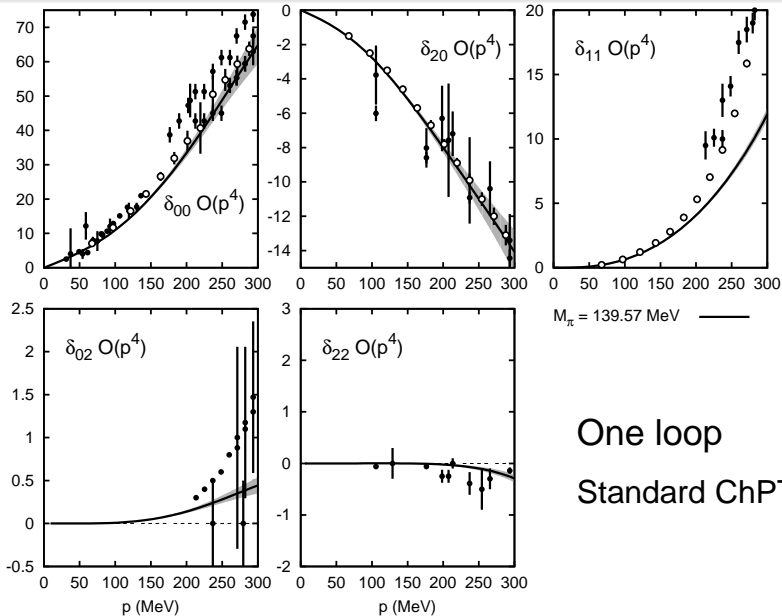 75
70
60
50
40
30
20
10
0
δ00 O(p4)
0 50 100 150 200 250 300
0
-2
-4
-6
-8
-10
-12
-14
δ20 O(p4)
0 50 100 150 200 250 300
20
15
10
5
0
δ11 O(p4)
0 50 100 150 200 250 300
Mπ = 139.57 MeV
2.5
2
1.5
1
0.5
0
-0.5
δ02 O(p4)
0 50 100 150 200 250 300
p (MeV)
3
2
1
0
-1
-2
δ22 O(p4)
0 50 100 150 200 250 300
p (MeV)
One loop
Standard ChPT